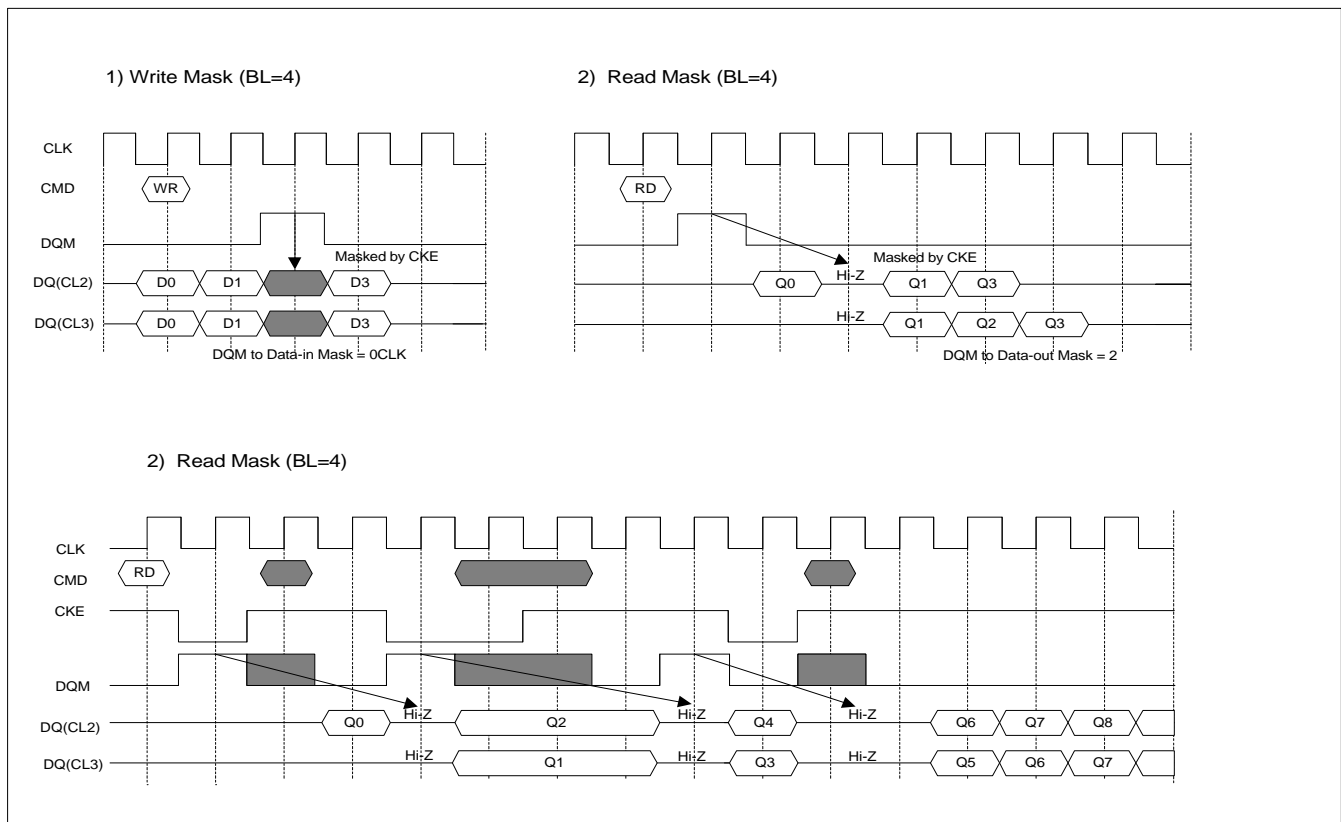 1) Write Mask (BL=4)
CLK
CMD
WR
DQM
Masked by CKE
DQ(CL2)
D0
D1
D3
DQ(CL3)
D0
D1
D3
DQM to Data-in Mask = 0CLK
2) Read Mask (BL=4)
RD
Masked by CKE
Hi-Z
Q0
Q1
Q3
Hi-Z
Q1
Q2
Q3
DQM to Data-out Mask = 2
2) Read Mask (BL=4)
CLK
CMD
RD
CKE
DQM
DQ(CL2)
Q0
Hi-Z
Q2
Hi-Z
Q4
Hi-Z
Q6
Q7
Q8
DQ(CL3)
Hi-Z
Q1
Hi-Z
Q3
Hi-Z
Q5
Q6
Q7